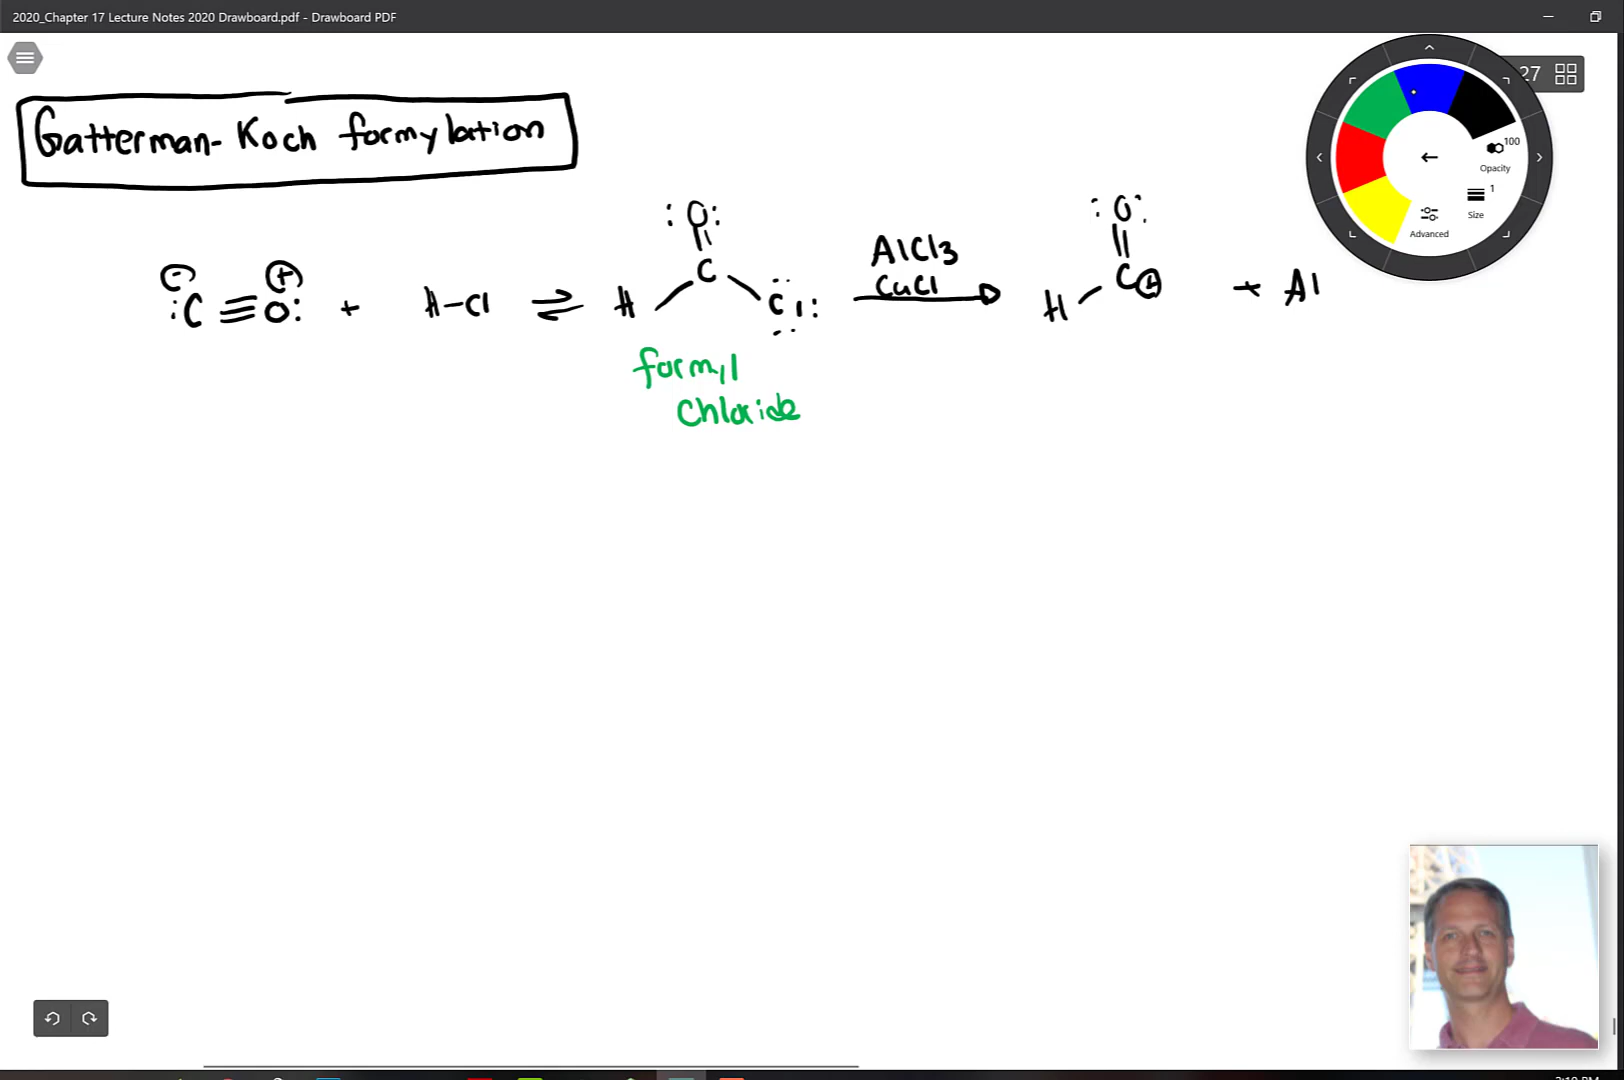 2020_Chapter 17 Lecture Notes 2020 Drawboard.pdf - Drawboard PDF
27
100
Opacity
1
Size
Advanced
Gatterman-Koch formylation
⊖ ⊕
:C≡O: + H-Cl ⇌
:O:
||
H C Cl:
formyl
chloride
AlCl3
CuCl
:O:
||
H C⊕ + Al